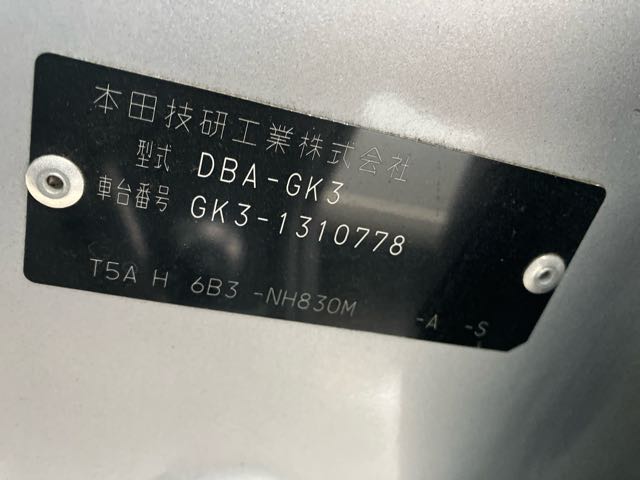 本田技研工業株式会社
型式 DBA-GK3
車台番号 GK3-1310778
T5A H 6B3 -NH830M -A -S